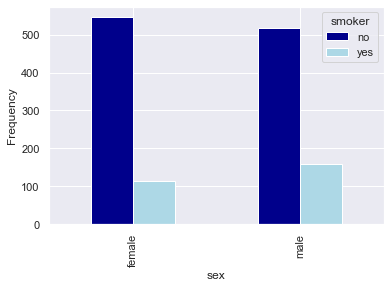 smoker
no
yes
500
400
300
200
100
0
Frequency
female
male
sex